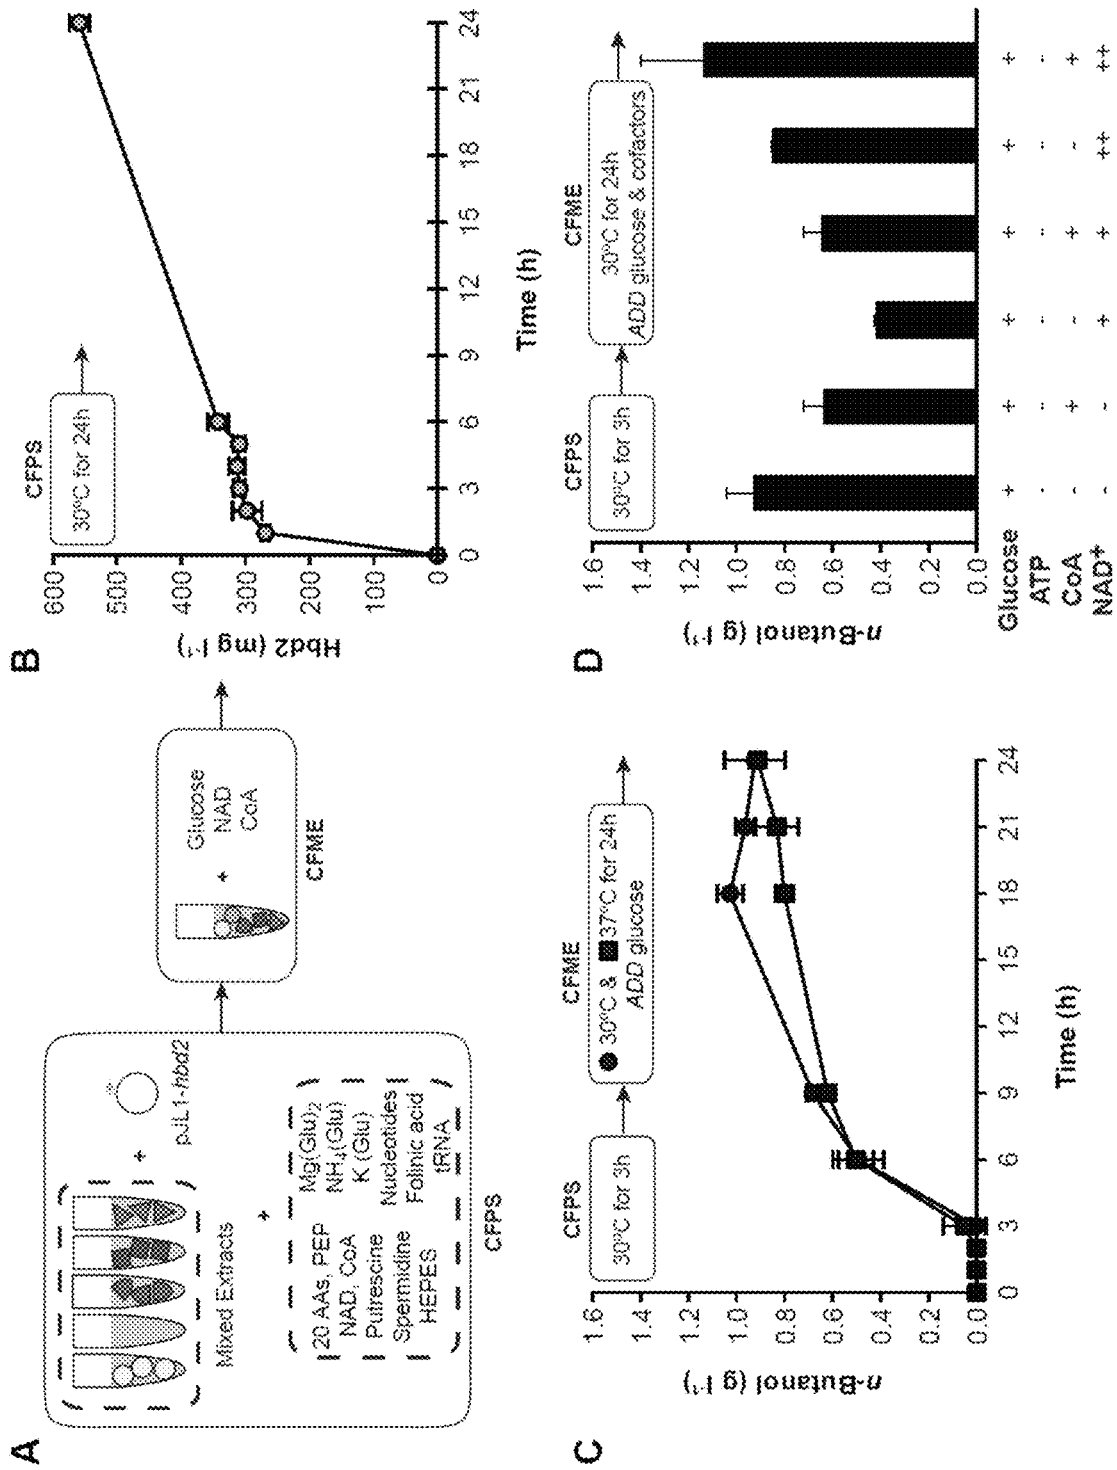 A
Mixed Extracts
+
pJL1-hbd2
+
20 AAs, PEP
NAD, CoA
Putrescine
Spermidine
HEPES
Mg(Glu)2
NH4(Glu)
K (Glu)
Nucleotides
Folinic acid
tRNA
CFPS
+
Glucose
NAD
CoA
CFME
B
CFPS
30ºC for 24h
Hbd2 (mg l-1)
600
500
400
300
200
100
0
0 3 6 9 12 15 18 21 24
Time (h)
C
CFPS
30ºC for 3h
CFME
30ºC & 37ºC for 24h
ADD glucose
n-Butanol (g l-1)
1.6
1.4
1.2
1.0
0.8
0.6
0.4
0.2
0.0
0 3 6 9 12 15 18 21 24
Time (h)
D
CFPS
30ºC for 3h
CFME
30ºC for 24h
ADD glucose & cofactors
n-Butanol (g l-1)
1.6
1.4
1.2
1.0
0.8
0.6
0.4
0.2
0.0
Glucose + + + + + +
ATP - - - - - -
CoA - + - + - +
NAD+ - - + + ++ ++